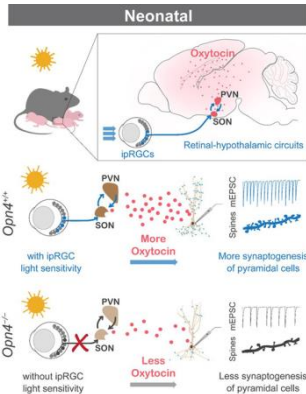 Neonatal
Oxytocin
PVN
SON
ipRGCs
Retinal-hypothalamic circuits
Opn4+/+
PVN
SON
with ipRGC
light sensitivity
More
Oxytocin
mEPSC
Spines
More synaptogenesis
of pyramidal cells
Opn4-/-
PVN
SON
without ipRGC
light sensitivity
Less
Oxytocin
mEPSC
Spines
Less synaptogenesis
of pyramidal cells